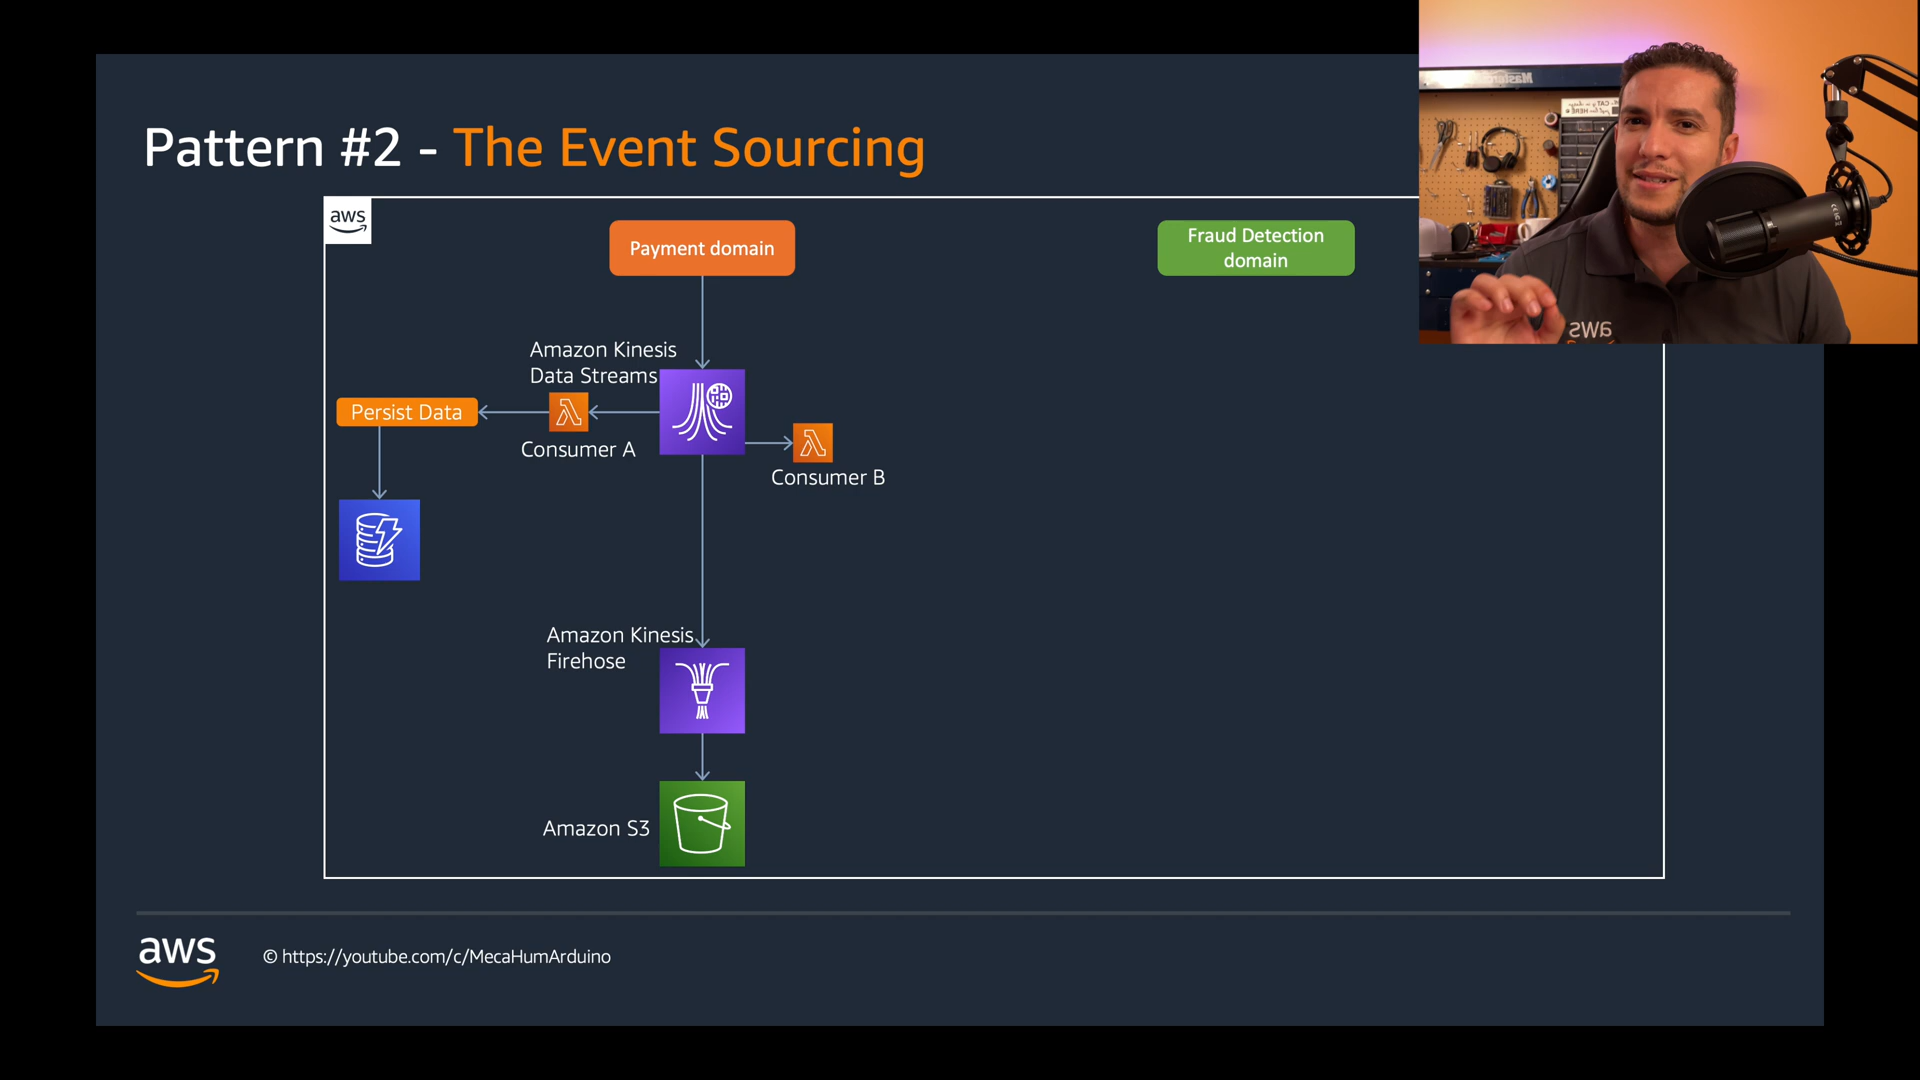 Pattern #2 - The Event Sourcing
aws
Payment domain
Fraud Detection
domain
Amazon Kinesis
Data Streams
Persist Data
Consumer A
Consumer B
Amazon Kinesis
Firehose
Amazon S3
aws
© https://youtube.com/c/MecaHumArduino
aws